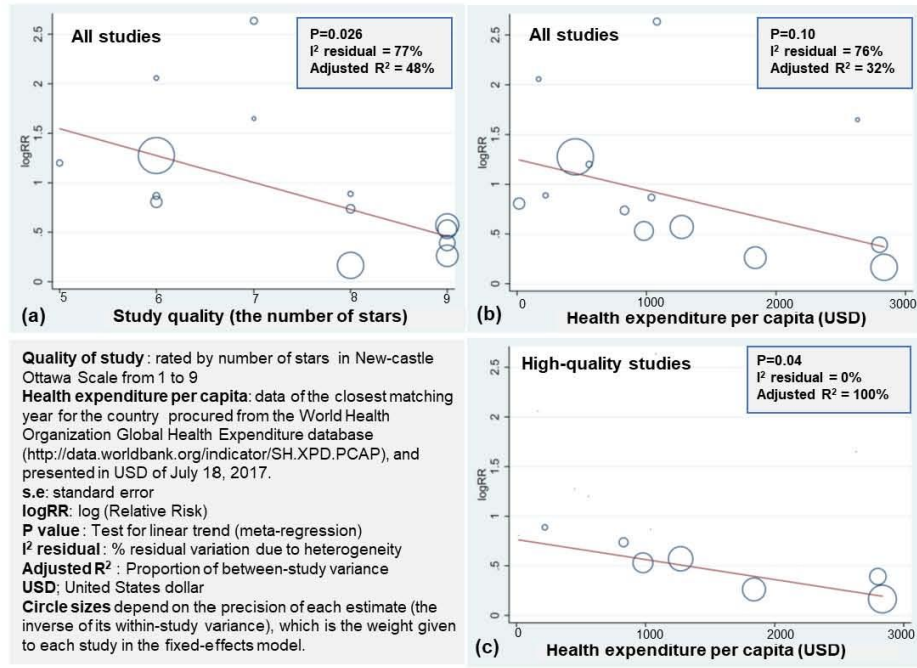 All studies
P=0.026
I² residual = 77%
Adjusted R² = 48%
logRR
2.5
2
1.5
1
.5
0
5
6
7
8
9
(a)
Study quality (the number of stars)
All studies
P=0.10
I² residual = 76%
Adjusted R² = 32%
logRR
2.5
2
1.5
1
.5
0
0
1000
2000
3000
(b)
Health expenditure per capita (USD)
Quality of study : rated by number of stars in New-castle
Ottawa Scale from 1 to 9
Health expenditure per capita: data of the closest matching
year for the country procured from the World Health
Organization Global Health Expenditure database
(http://data.worldbank.org/indicator/SH.XPD.PCAP), and
presented in USD of July 18, 2017.
s.e: standard error
logRR: log (Relative Risk)
P value : Test for linear trend (meta-regression)
I² residual : % residual variation due to heterogeneity
Adjusted R² : Proportion of between-study variance
USD; United States dollar
Circle sizes depend on the precision of each estimate (the
inverse of its within-study variance), which is the weight given
to each study in the fixed-effects model.
High-quality studies
P=0.04
I² residual = 0%
Adjusted R² = 100%
logRR
2.5
2
1.5
1
.5
0
0
1000
2000
3000
(c)
Health expenditure per capita (USD)